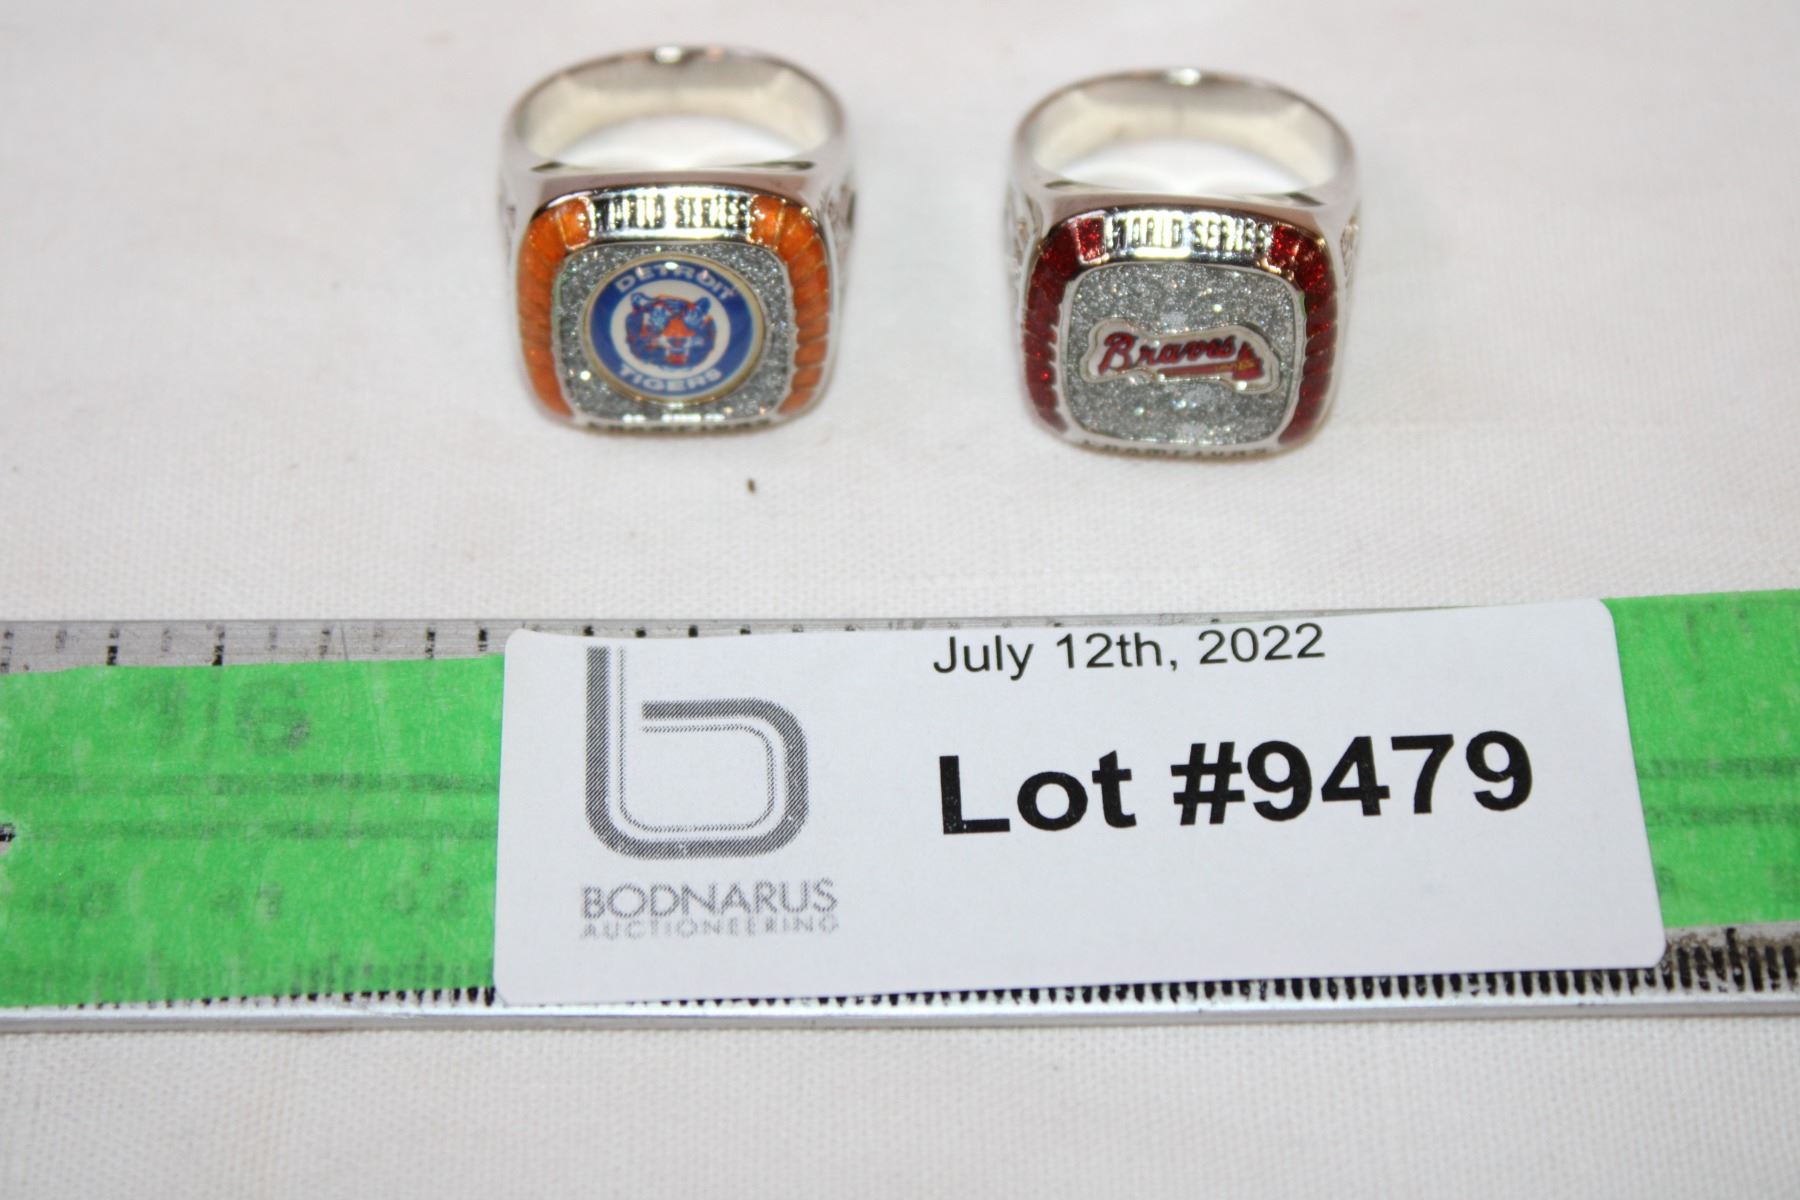 WORLD SERIES
DETROIT
TIGERS
WORLD SERIES
Braves
July 12th, 2022
Lot #9479
b
BODNARUS
AUCTIONEERING